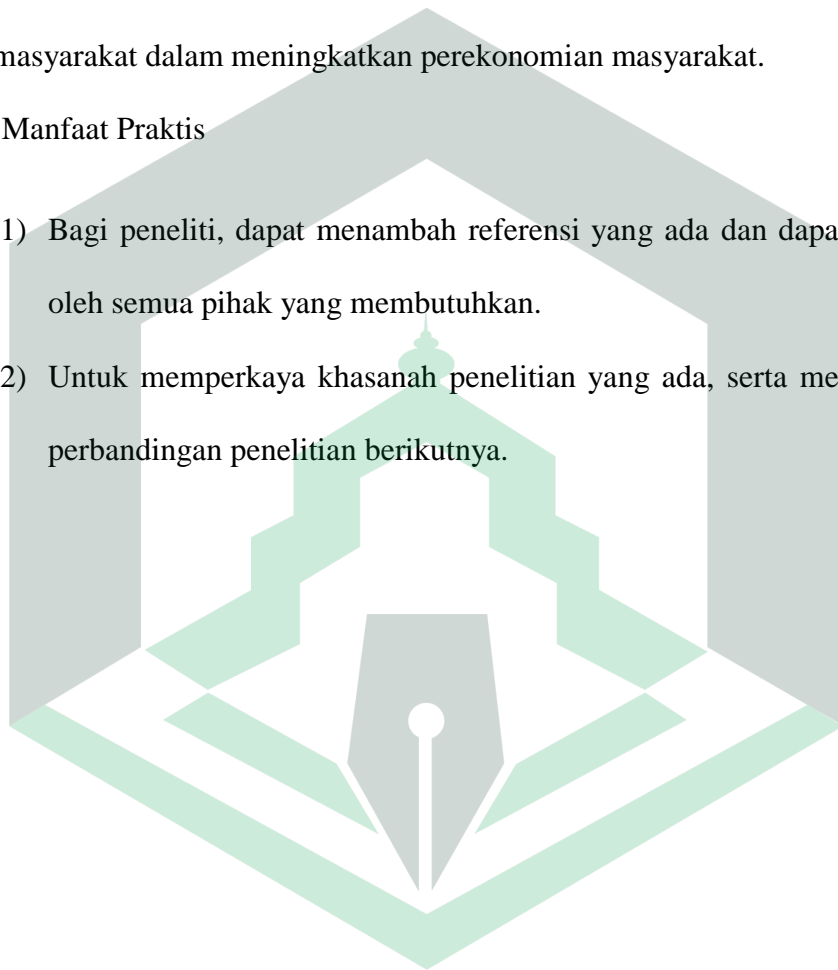 masyarakat dalam meningkatkan perekonomian masyarakat.
Manfaat Praktis
1) Bagi peneliti, dapat menambah referensi yang ada dan dapa
oleh semua pihak yang membutuhkan.
2) Untuk memperkaya khasanah penelitian yang ada, serta me
perbandingan penelitian berikutnya.